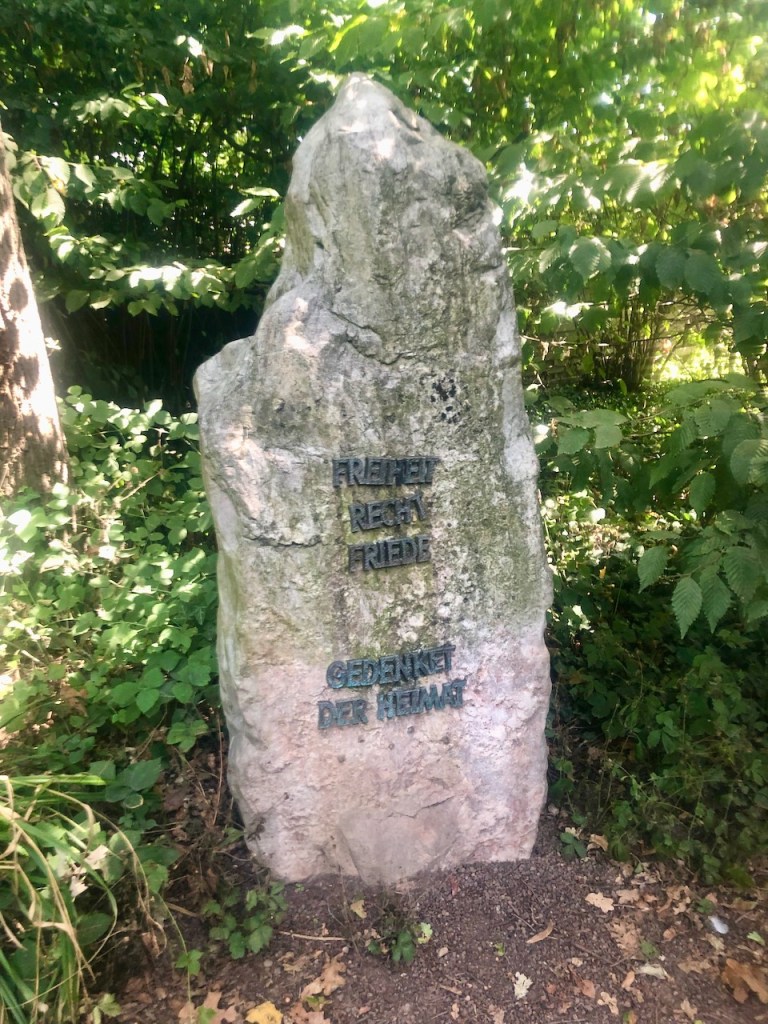 FREIHEIT
RECHT
FRIEDE
GEDENKET
DER HEIMAT